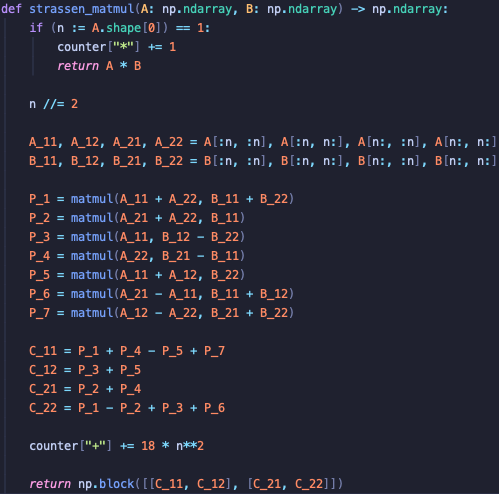 def strassen_matmul(A: np.ndarray, B: np.ndarray) -> np.ndarray:
    if (n := A.shape[0]) == 1:
        counter["*"] += 1
        return A * B

    n //= 2

    A_11, A_12, A_21, A_22 = A[:n, :n], A[:n, n:], A[n:, :n], A[n:, n:]
    B_11, B_12, B_21, B_22 = B[:n, :n], B[:n, n:], B[n:, :n], B[n:, n:]

    P_1 = matmul(A_11 + A_22, B_11 + B_22)
    P_2 = matmul(A_21 + A_22, B_11)
    P_3 = matmul(A_11, B_12 - B_22)
    P_4 = matmul(A_22, B_21 - B_11)
    P_5 = matmul(A_11 + A_12, B_22)
    P_6 = matmul(A_21 - A_11, B_11 + B_12)
    P_7 = matmul(A_12 - A_22, B_21 + B_22)

    C_11 = P_1 + P_4 - P_5 + P_7
    C_12 = P_3 + P_5
    C_21 = P_2 + P_4
    C_22 = P_1 - P_2 + P_3 + P_6

    counter["+"] += 18 * n**2

    return np.block([[C_11, C_12], [C_21, C_22]])